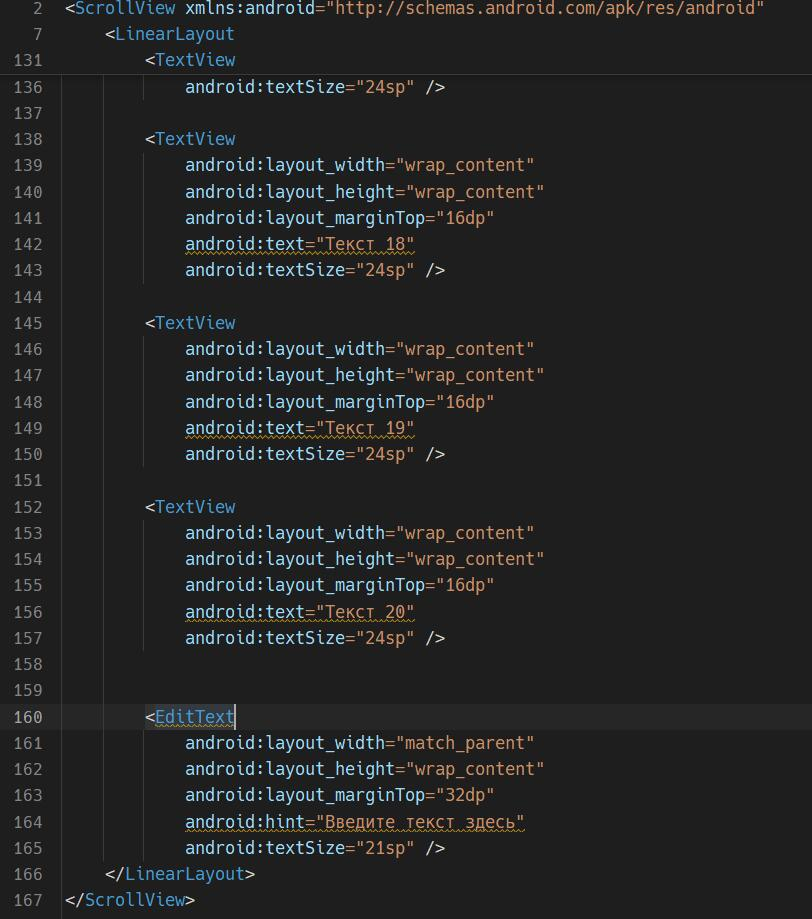 2 <ScrollView xmlns:android="http://schemas.android.com/apk/res/android"
7 <LinearLayout
131 <TextView
136 android:textSize="24sp" />
137
138 <TextView
139 android:layout_width="wrap_content"
140 android:layout_height="wrap_content"
141 android:layout_marginTop="16dp"
142 android:text="Текст 18"
143 android:textSize="24sp" />
144
145 <TextView
146 android:layout_width="wrap_content"
147 android:layout_height="wrap_content"
148 android:layout_marginTop="16dp"
149 android:text="Текст 19"
150 android:textSize="24sp" />
151
152 <TextView
153 android:layout_width="wrap_content"
154 android:layout_height="wrap_content"
155 android:layout_marginTop="16dp"
156 android:text="Текст 20"
157 android:textSize="24sp" />
158
159
160 <EditText
161 android:layout_width="match_parent"
162 android:layout_height="wrap_content"
163 android:layout_marginTop="32dp"
164 android:hint="Введите текст здесь"
165 android:textSize="21sp" />
166 </LinearLayout>
167 </ScrollView>